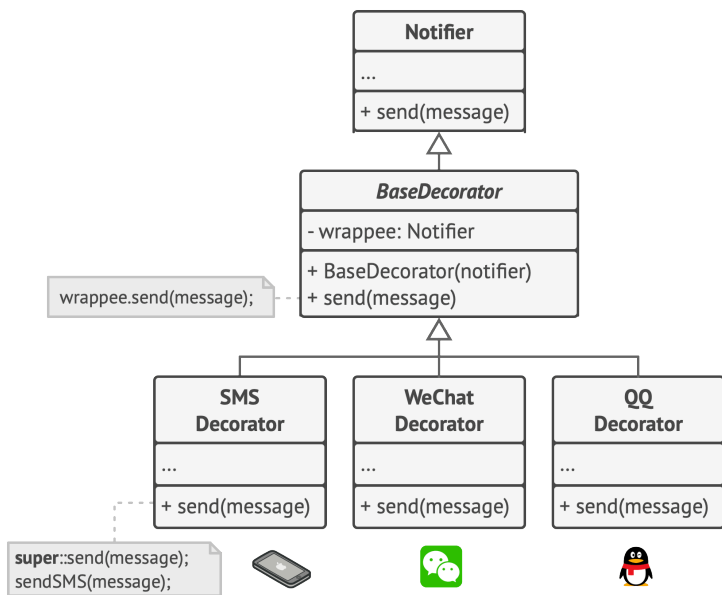 Notifier
...
+ send(message)
BaseDecorator
- wrappee: Notifier
+ BaseDecorator(notifier)
+ send(message)
wrappee.send(message);
SMS
Decorator
...
+ send(message)
WeChat
Decorator
...
+ send(message)
QQ
Decorator
...
+ send(message)
super::send(message);
sendSMS(message);